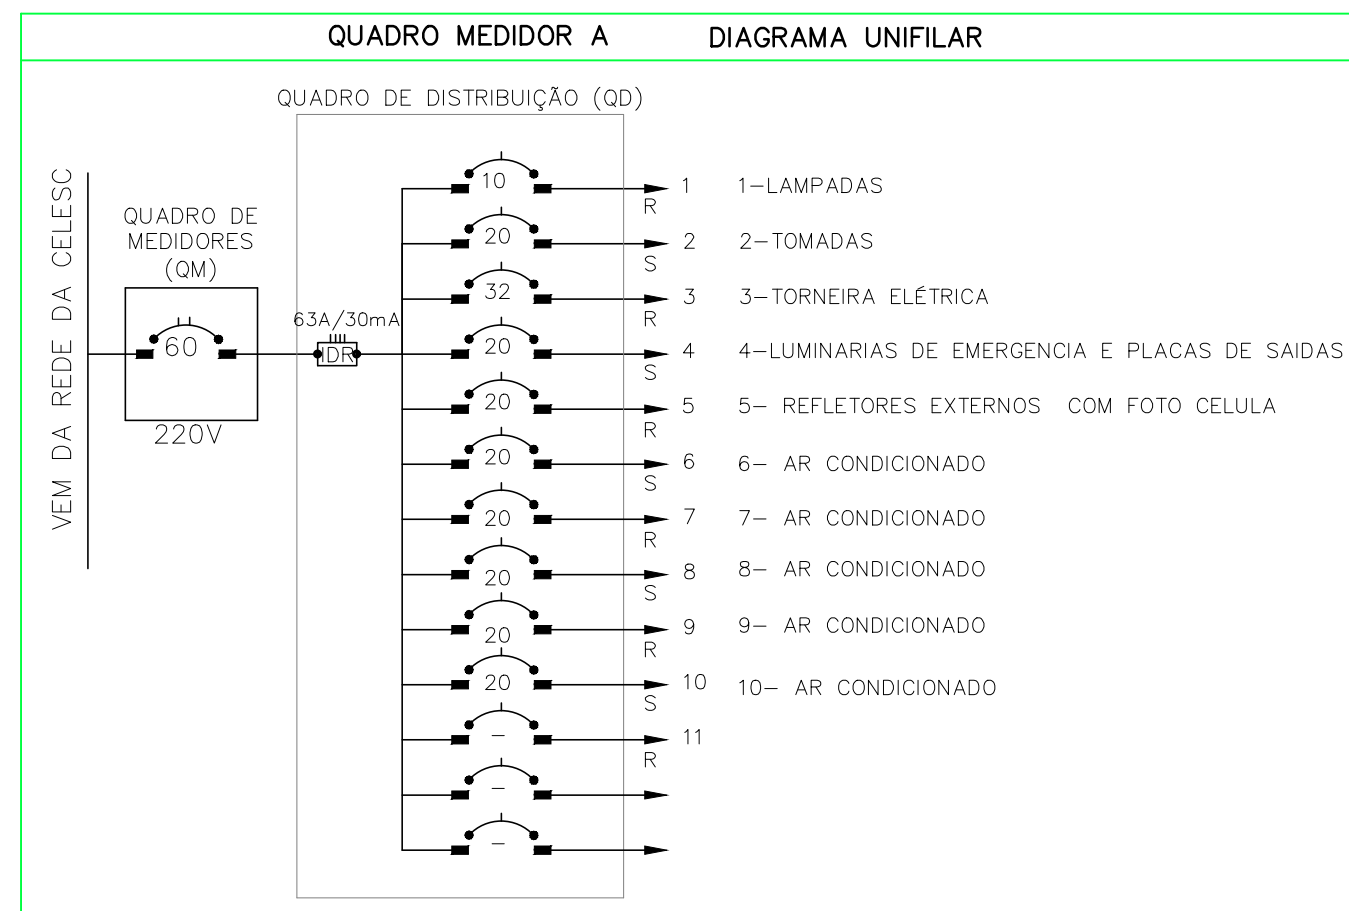 QUADRO MEDIDOR A DIAGRAMA UNIFILAR
QUADRO DE DISTRIBUIÇÃO (QD)
VEM DA REDE DA CELESC
QUADRO DE
MEDIDORES
(QM)
60
220V
63A/30mA
IDR
10 1 1-LAMPADAS
R
20 2 2-TOMADAS
S
32 3 3-TORNEIRA ELÉTRICA
R
20 4 4-LUMINARIAS DE EMERGENCIA E PLACAS DE SAIDAS
S
20 5 5- REFLETORES EXTERNOS COM FOTO CELULA
R
20 6 6- AR CONDICIONADO
S
20 7 7- AR CONDICIONADO
R
20 8 8- AR CONDICIONADO
S
20 9 9- AR CONDICIONADO
R
20 10 10- AR CONDICIONADO
S
- 11
R
-
-